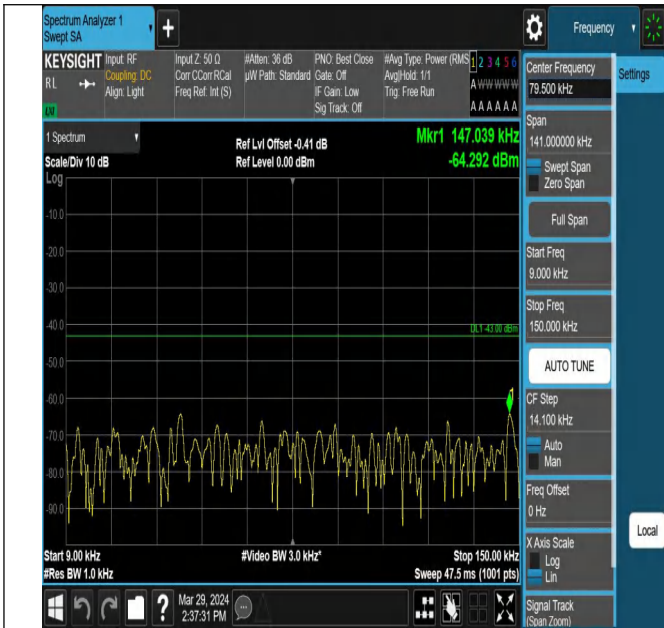 Spectrum Analyzer 1
Swept SA
Frequency
KEYSIGHT
RL
LXI
Input: RF
Coupling: DC
Align: Light
Input Z: 50 Ω
Corr CCorr RCal
Freq Ref: Int (S)
#Atten: 36 dB
µW Path: Standard
PNO: Best Close
Gate: Off
IF Gain: Low
Sig Track: Off
#Avg Type: Power (RMS
Avg|Hold: 1/1
Trig: Free Run
1 2 3 4 5 6
A W W W W W
A A A A A A
1 Spectrum
Scale/Div 10 dB
Log
Ref Lvl Offset -0.41 dB
Ref Level 0.00 dBm
Mkr1 147.039 kHz
-64.292 dBm
-10.0
-20.0
-30.0
-40.0
-50.0
-60.0
-70.0
-80.0
-90.0
DL1 -43.00 dBm
Start 9.00 kHz
#Res BW 1.0 kHz
#Video BW 3.0 kHz*
Stop 150.00 kHz
Sweep 47.5 ms (1001 pts)
Mar 29, 2024
2:37:31 PM
Center Frequency
79.500 kHz
Settings
Span
141.000000 kHz
Swept Span
Zero Span
Full Span
Start Freq
9.000 kHz
Stop Freq
150.000 kHz
AUTO TUNE
CF Step
14.100 kHz
Auto
Man
Freq Offset
0 Hz
X Axis Scale
Log
Lin
Local
Signal Track
(Span Zoom)